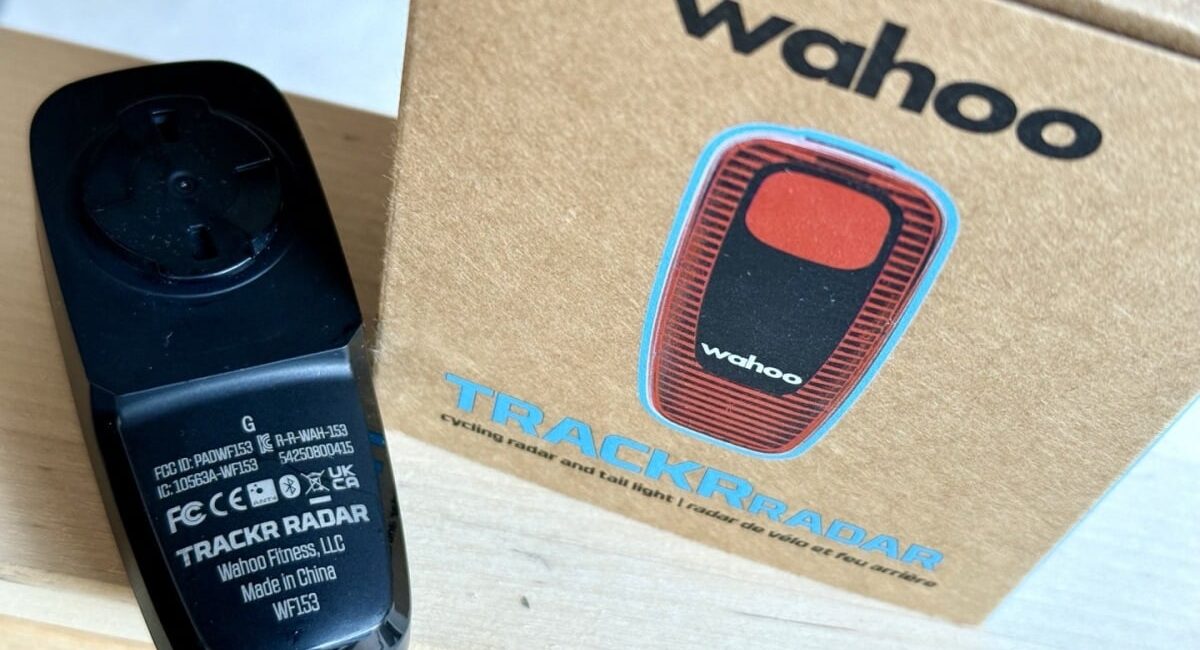 G
FCC ID: PADWF153 R-R-WAH-153
IC: 10563A-WF153 54250800415
FC CE ANT+ UK CA
TRACKR RADAR
Wahoo Fitness, LLC
Made in China
WF153
wahoo
wahoo
TRACKR RADAR
cycling radar and tail light | radar de vélo et feu arrière